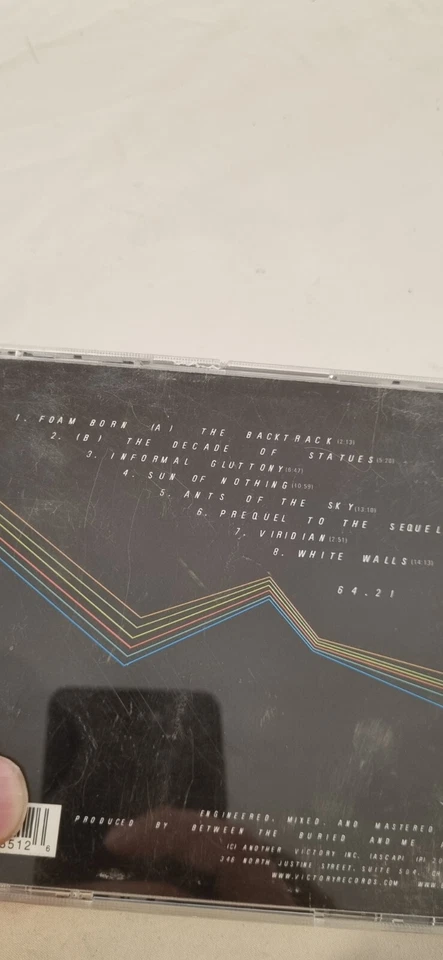 1. FOAM BORN (A) THE BACKTRACK (2:13)
2. (B) THE DECADE OF STATUES (5:20)
3. INFORMAL GLUTTONY (6:47)
4. SUN OF NOTHING (10:59)
5. ANTS OF THE SKY (13:10)
6. PREQUEL TO THE SEQUEL
7. VIRIDIAN (2:51)
8. WHITE WALLS (14:13)
64.21
ENGINEERED, MIXED, AND MASTERED
PRODUCED BY BETWEEN THE BURIED AND ME
(C) ANOTHER VICTORY INC. (ASCAP) (P)
346 NORTH JUSTINE STREET, SUITE 504,
WWW.VICTORYRECORDS.COM
512 6